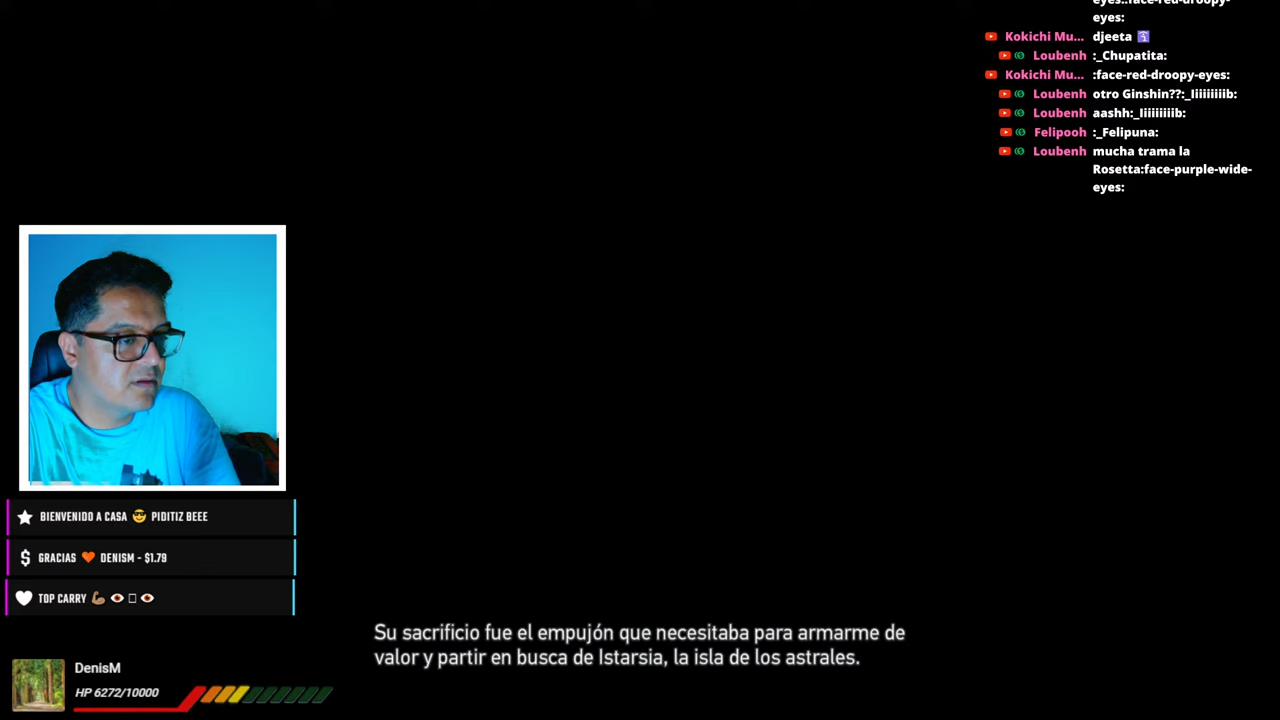 eyes::face-red-droopy-
eyes:
Kokichi Mu... djeeta
Loubenh :_Chupatita:
Kokichi Mu... :face-red-droopy-eyes:
Loubenh otro Ginshin??:_Iiiiiiiiib:
Loubenh aashh:_Iiiiiiiiib:
Felipooh :_Felipuna:
Loubenh mucha trama la
Rosetta:face-purple-wide-
eyes:
BIENVENIDO A CASA 😎 PIDITIZ BEEE
$ GRACIAS 🧡 DENISM - $1.79
TOP CARRY 💪🏽 👁️ 👁️
Su sacrificio fue el empujón que necesitaba para armarme de
valor y partir en busca de Istarsia, la isla de los astrales.
DenisM
HP 6272/10000